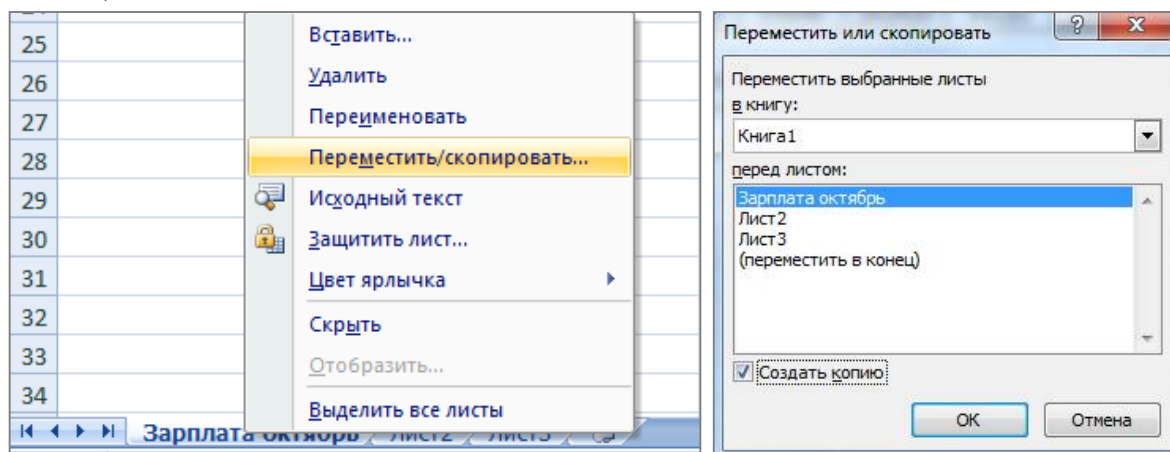 25
26
27
28
29
30
31
32
33
34
Вставить...
Удалить
Переименовать
Переместить/скопировать...
Исходный текст
Защитить лист...
Цвет ярлычка
Скрыть
Отобразить...
Выделить все листы
Зарплата октябрь Лист2 Лист3
Переместить или скопировать
Переместить выбранные листы
в книгу:
Книга1
перед листом:
Зарплата октябрь
Лист2
Лист3
(переместить в конец)
Создать копию
ОК Отмена